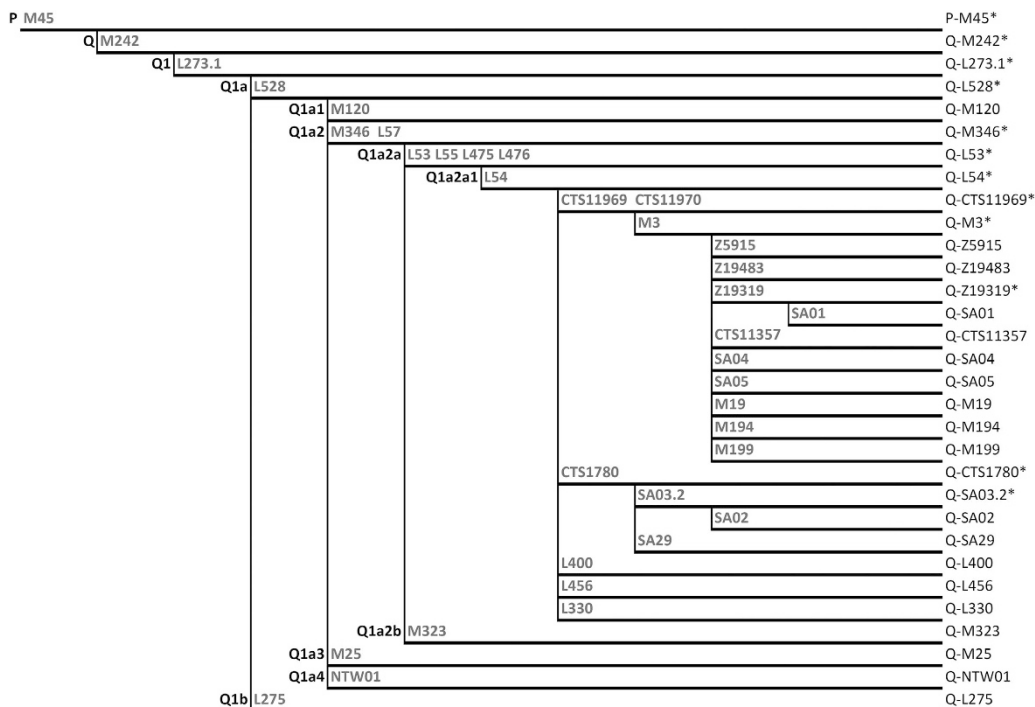 P M45 P-M45*
Q M242 Q-M242*
Q1 L273.1 Q-L273.1*
Q1a L528 Q-L528*
Q1a1 M120 Q-M120
Q1a2 M346 L57 Q-M346*
Q1a2a L53 L55 L475 L476 Q-L53*
Q1a2a1 L54 Q-L54*
CTS11969 CTS11970 Q-CTS11969*
M3 Q-M3*
Z5915 Q-Z5915
Z19483 Q-Z19483
Z19319 Q-Z19319*
SA01 Q-SA01
CTS11357 Q-CTS11357
SA04 Q-SA04
SA05 Q-SA05
M19 Q-M19
M194 Q-M194
M199 Q-M199
CTS1780 Q-CTS1780*
SA03.2 Q-SA03.2*
SA02 Q-SA02
SA29 Q-SA29
L400 Q-L400
L456 Q-L456
L330 Q-L330
Q1a2b M323 Q-M323
Q1a3 M25 Q-M25
Q1a4 NTW01 Q-NTW01
Q1b L275 Q-L275